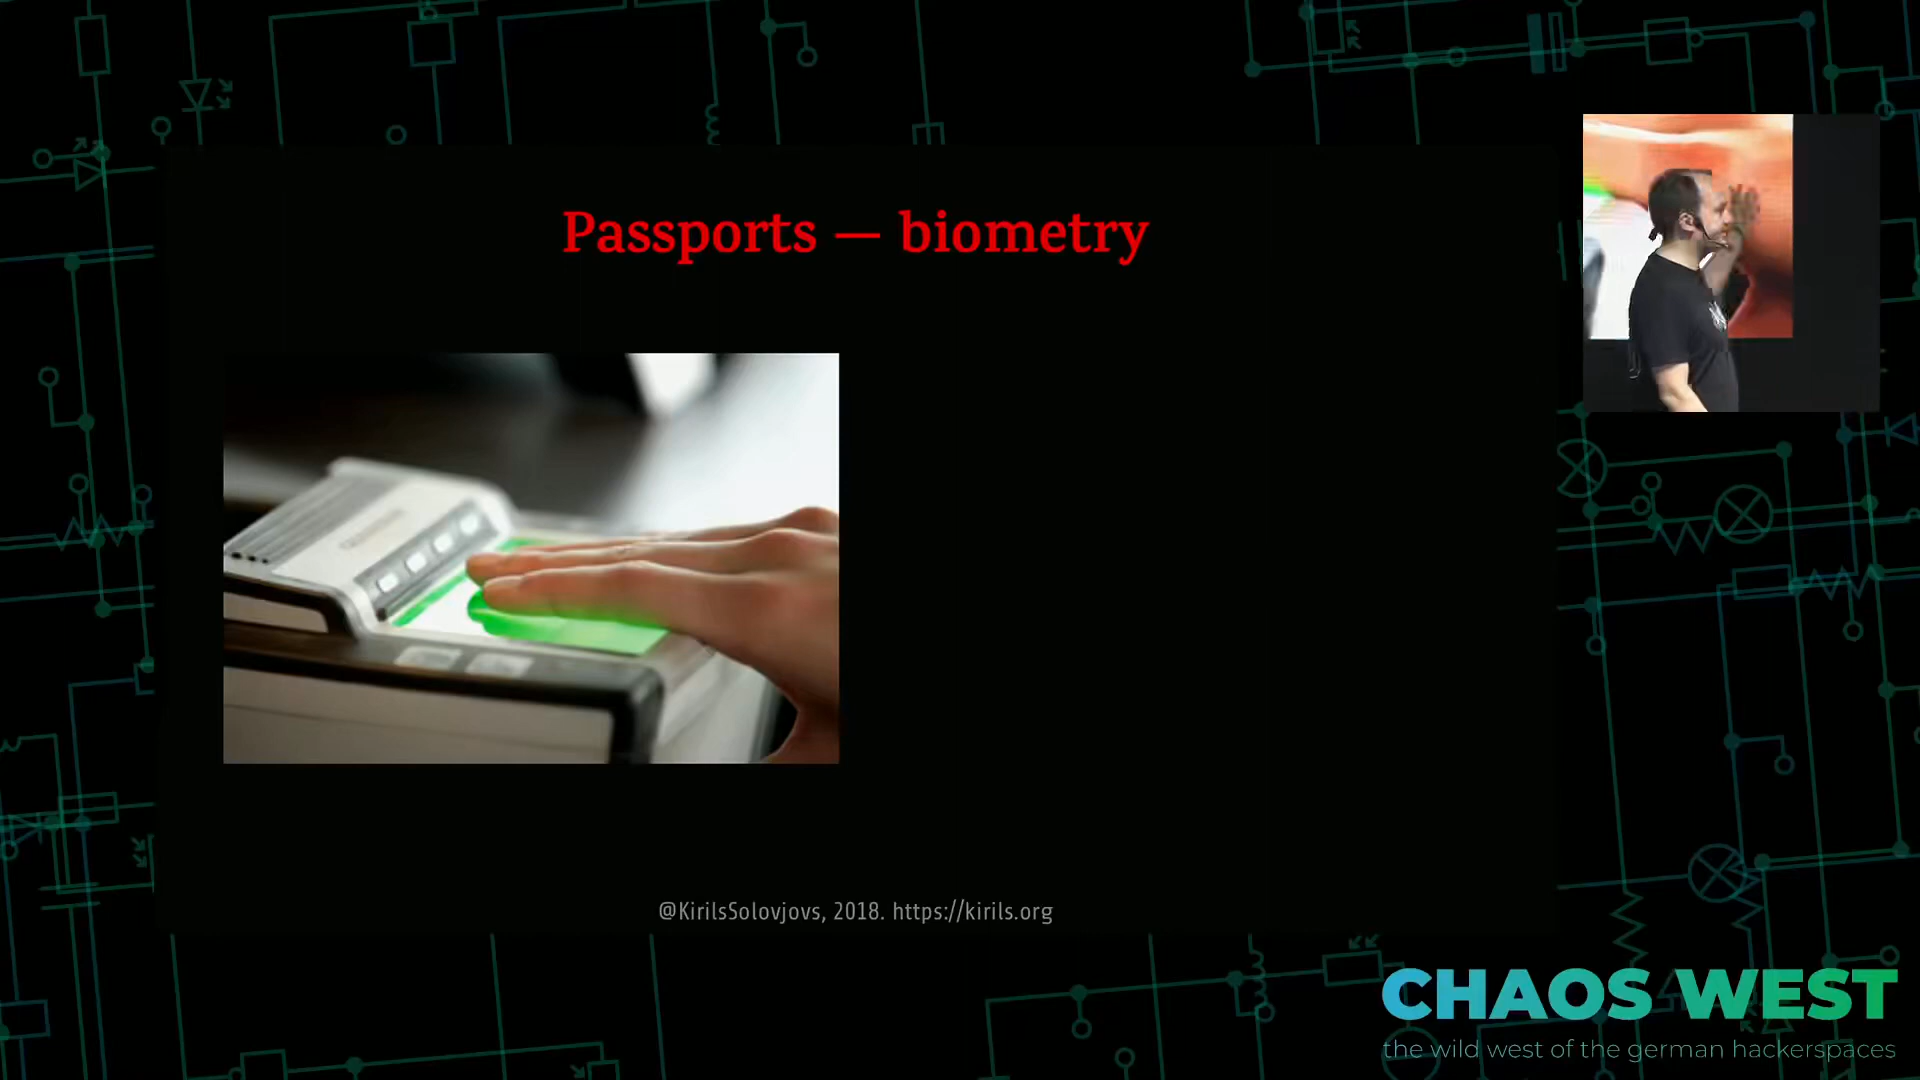 Passports — biometry
@KirilsSolovjovs, 2018. https://kirils.org
CHAOS WEST
the wild west of the german hackerspaces